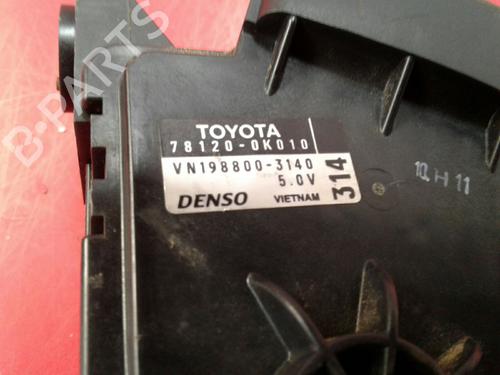 TOYOTA
78120-0K010
VN198800-3140
5.0V
DENSO VIETNAM
314
10.H 11
B-PARTS